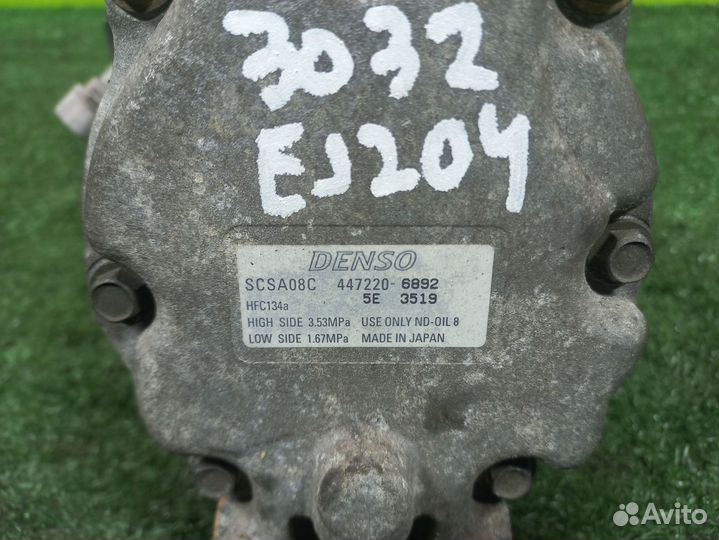 3032
EJ204
DENSO
SCSA08C 447220-6892
5E 3519
HFC134a
HIGH SIDE 3.53MPa USE ONLY ND-OIL 8
LOW SIDE 1.67MPa MADE IN JAPAN
Avito